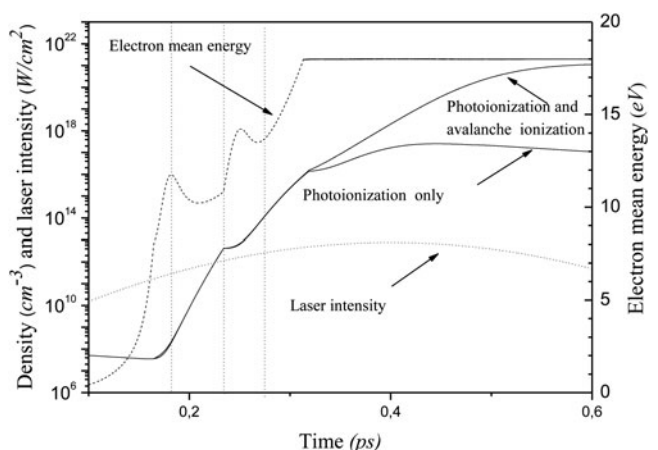 Density (cm⁻³) and laser intensity (W/cm²)
10²²
10¹⁸
10¹⁴
10¹⁰
10⁶
Electron mean energy
Photoionization and
avalanche ionization
Photoionization only
Laser intensity
20
15
10
5
0
Electron mean energy (eV)
0,2
0,4
0,6
Time (ps)